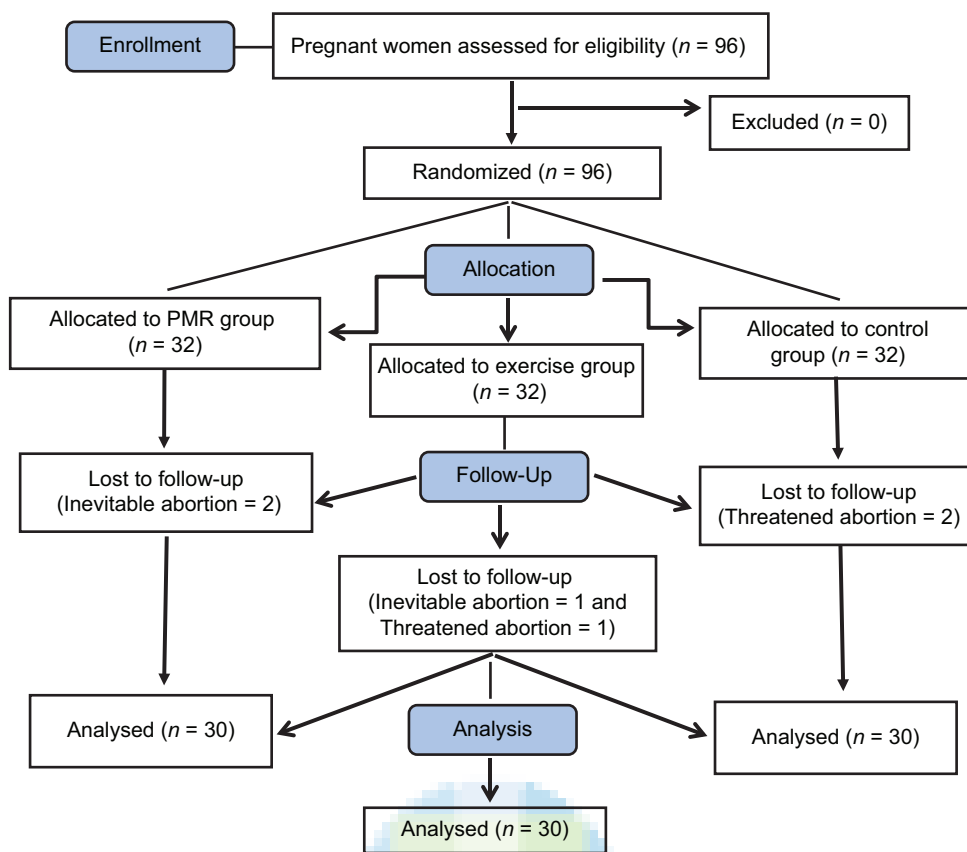 Enrollment
Pregnant women assessed for eligibility (n = 96)
Excluded (n = 0)
Randomized (n = 96)
Allocation
Allocated to PMR group
(n = 32)
Allocated to exercise group
(n = 32)
Allocated to control
group (n = 32)
Follow-Up
Lost to follow-up
(Inevitable abortion = 2)
Lost to follow-up
(Inevitable abortion = 1 and
Threatened abortion = 1)
Lost to follow-up
(Threatened abortion = 2)
Analysis
Analysed (n = 30)
Analysed (n = 30)
Analysed (n = 30)